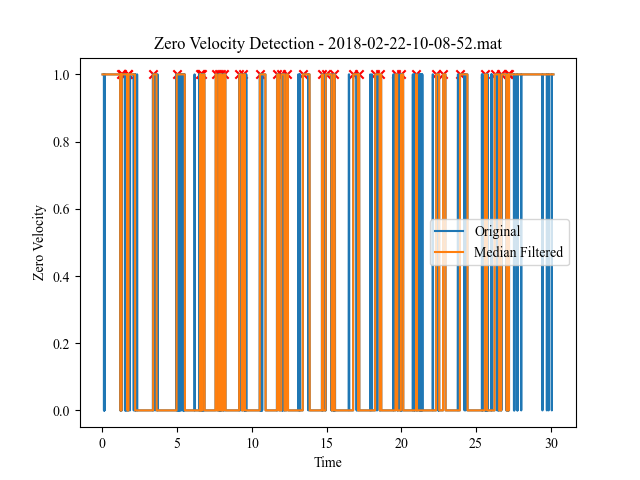 Zero Velocity Detection - 2018-02-22-10-08-52.mat
1.0
0.8
0.6
0.4
0.2
0.0
Zero Velocity
Original
Median Filtered
0
5
10
15
20
25
30
Time